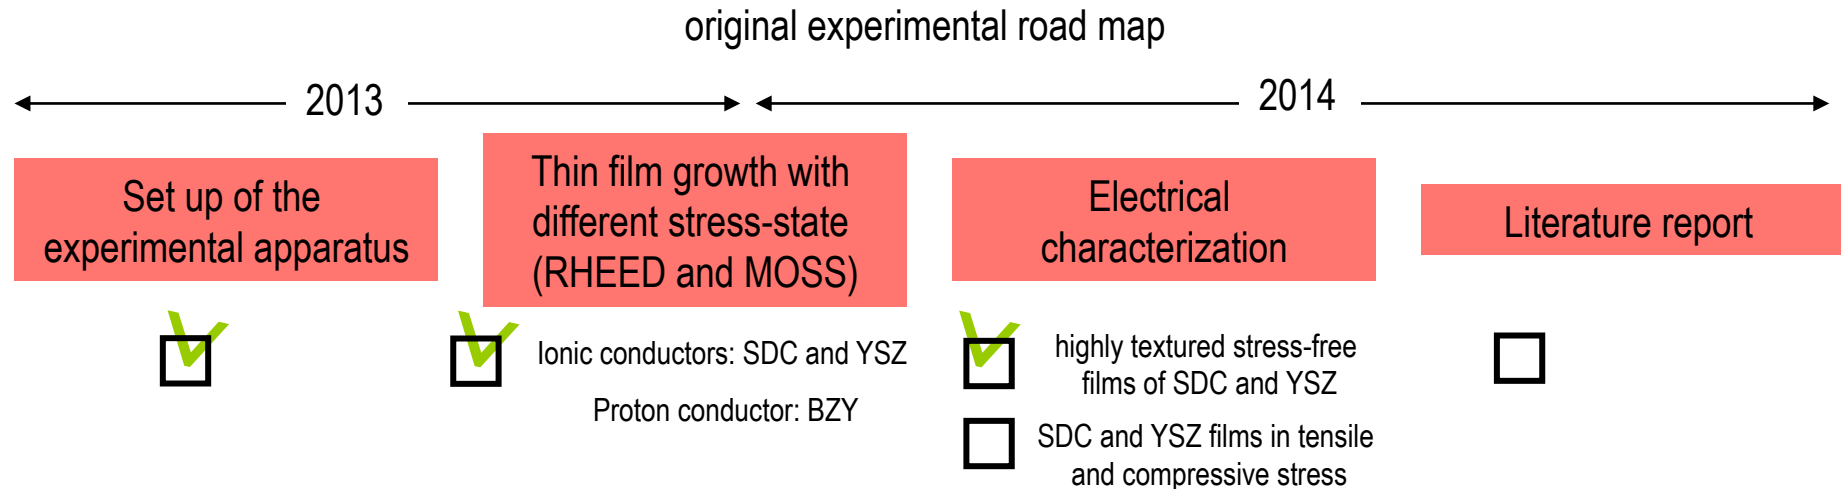 original experimental road map
2013
2014
Set up of the
experimental apparatus
Thin film growth with
different stress-state
(RHEED and MOSS)
Electrical
characterization
Literature report
Ionic conductors: SDC and YSZ
Proton conductor: BZY
highly textured stress-free
films of SDC and YSZ
SDC and YSZ films in tensile
and compressive stress